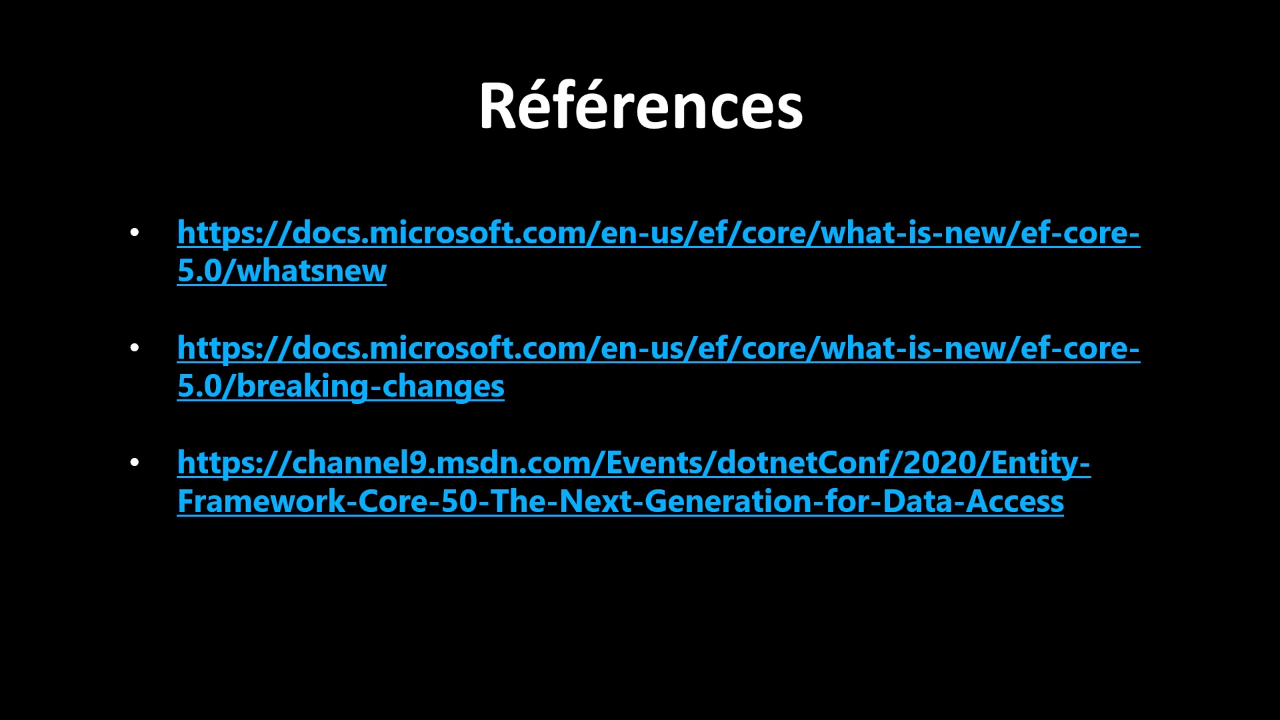 Références
• https://docs.microsoft.com/en-us/ef/core/what-is-new/ef-core-
5.0/whatsnew
• https://docs.microsoft.com/en-us/ef/core/what-is-new/ef-core-
5.0/breaking-changes
• https://channel9.msdn.com/Events/dotnetConf/2020/Entity-
Framework-Core-50-The-Next-Generation-for-Data-Access